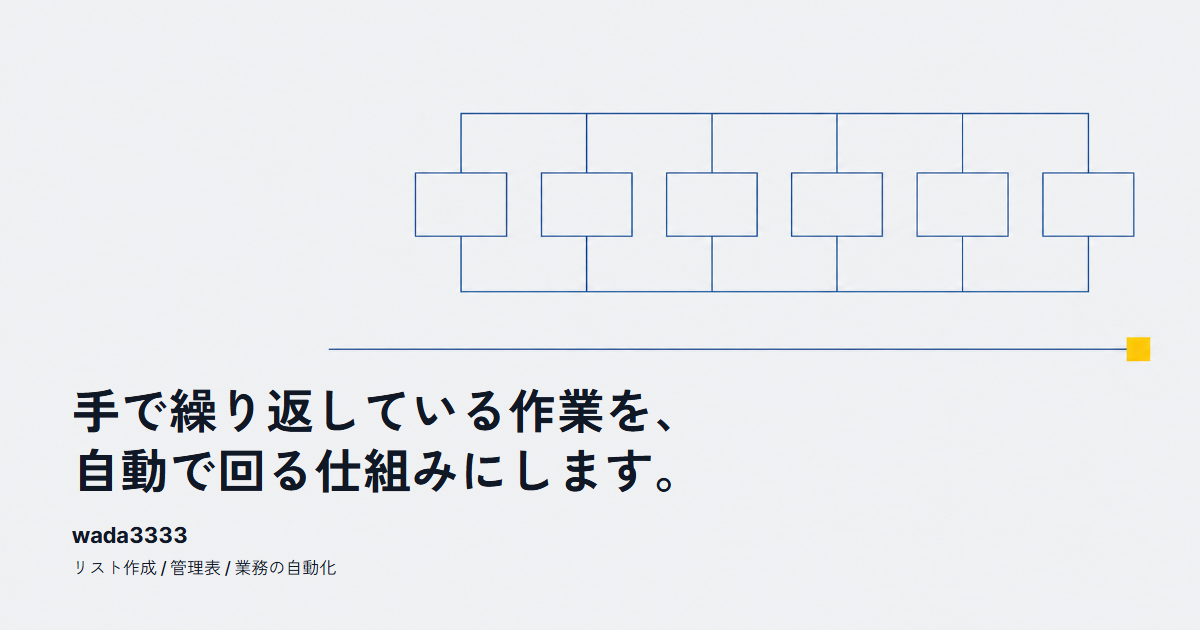 手で繰り返している作業を、
自動で回る仕組みにします。
wada3333
リスト作成 / 管理表 / 業務の自動化